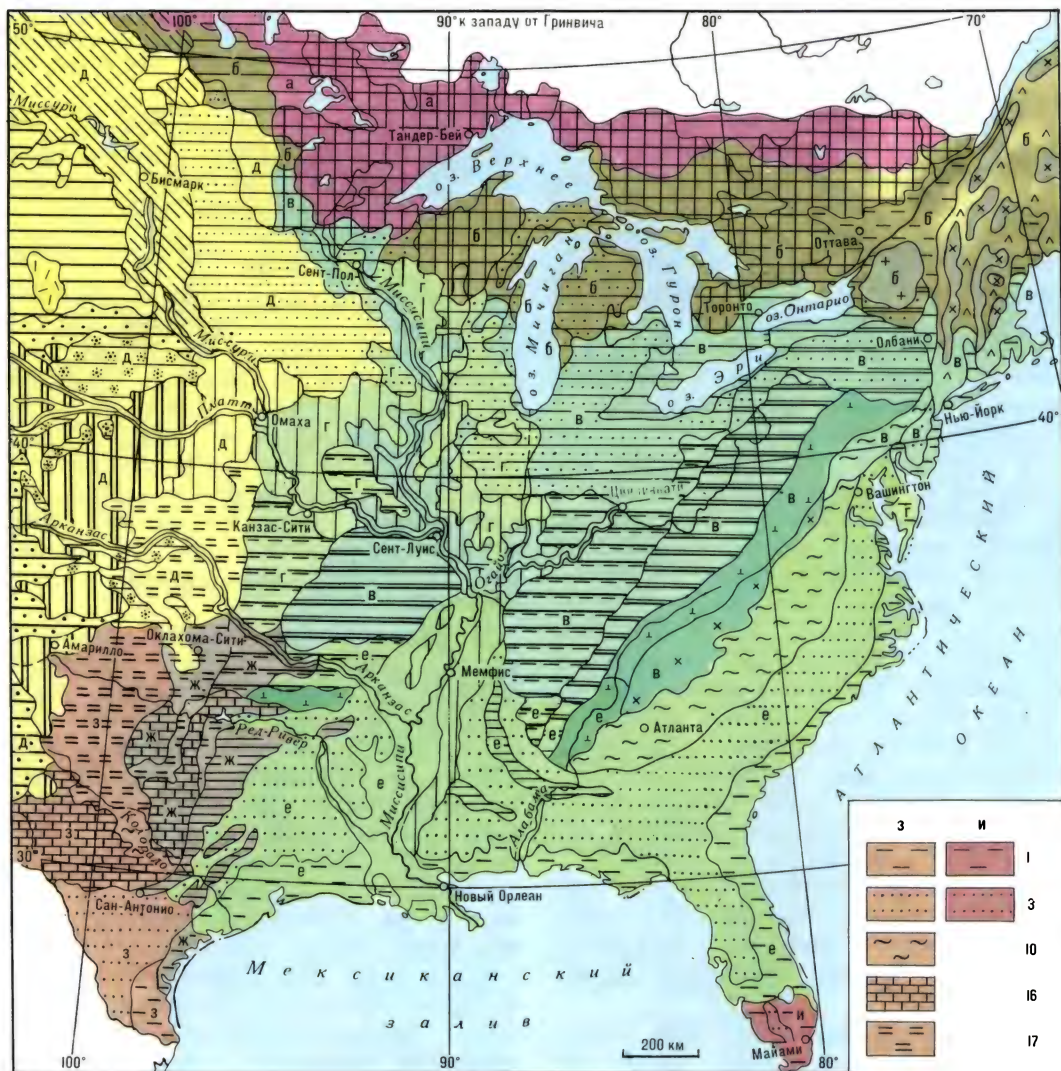 50°
100°
90° к западу от Гринвича
80°
70°
д
б
а
а
б
Миссури
Тандер-Бей
оз. Верхнее
б
д
Бисмарк
в
б
Оттава
б
Сент-Пол
Миссисипи
г
б
оз. Мичиган
б
оз. Гурон
Торонто
оз. Онтарио
б
в
д
оз. Эри
в
Олбани
в
Миссури
д
б
Платт
Омаха
г
в
Нью-Йорк
40°
40°
д
д
г
г
в
в
в
Вашингтон
г
Арканзас
Канзас-Сити
Сент-Луис
г
Огайо
в
д
г
в
в
Амарилло
Оклахома-Сити
ж
ж
е
Арканзас
Мемфис
в
е
е
е
Атланта
е
з
ж
Ред-Ривер
д
ж
ж
е
е
Миссисипи
е
Алабама
е
АТЛАНТИЧЕСКИЙ
ОКЕАН
з
Колорадо
30°
е
Новый Орлеан
Сан-Антонио
ж
з
е
Мексиканский
залив
з
и
Майами
200 км
100°
90°
80°
з и
1
3
10
16
17